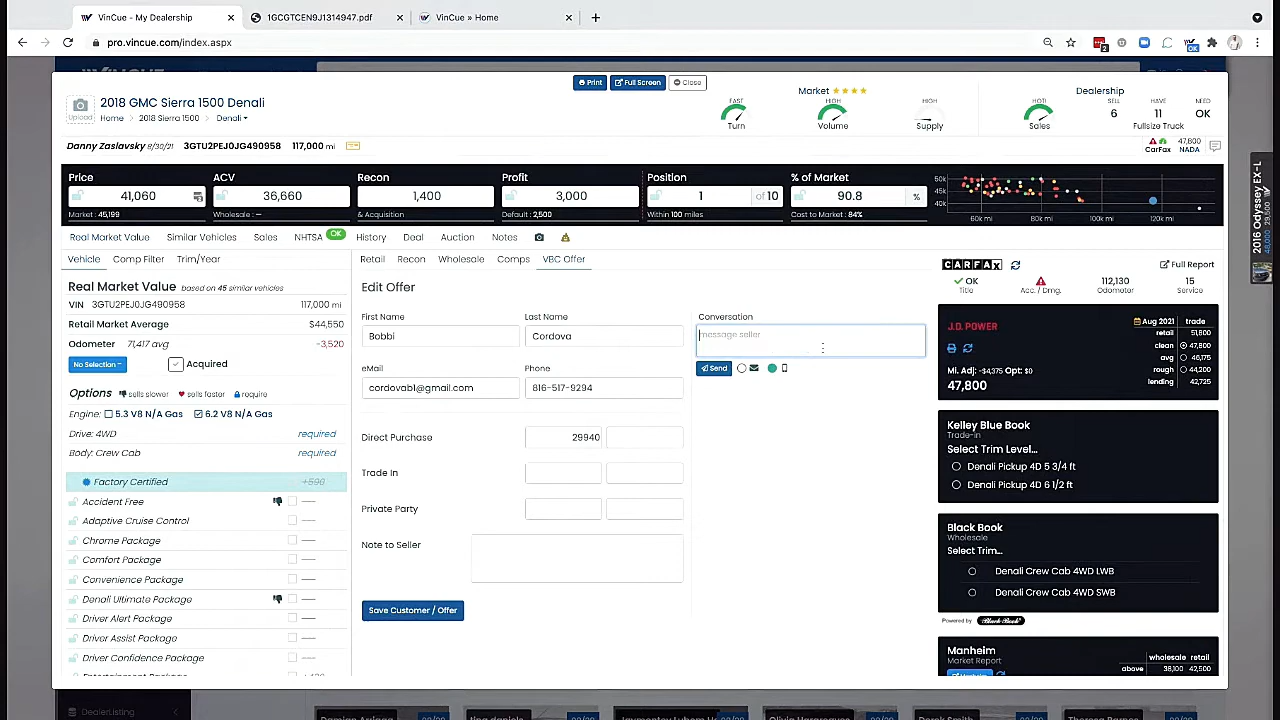 VinCue - My Dealership
1GCGTCEN9J1314947.pdf
VinCue » Home
pro.vincue.com/index.aspx
2
OK
Print
Full Screen
Close
Upload
2018 GMC Sierra 1500 Denali
Home > 2018 Sierra 1500 > Denali
Market
FAST
Turn
HIGH
Volume
HIGH
Supply
Dealership
HOT!
Sales
SELL
6
HAVE
11
NEED
OK
Fullsize Truck
Danny Zaslavsky 8/30/21 3GTU2PEJ0JG490958 117,000 mi
CarFax
47,800
NADA
Price
41,060
Market : 45,199
ACV
36,660
Wholesale : —
Recon
1,400
& Acquisition
Profit
3,000
Default : 2,500
Position
1 of 10
Within 100 miles
% of Market
90.8 %
Cost to Market : 84%
50k
45k
40k
60k mi 80k mi 100k mi 120k mi
2016 Odyssey Ex-L
Real Market Value Similar Vehicles Sales NHTSA OK History Deal Auction Notes
Vehicle Comp Filter Trim/Year
Retail Recon Wholesale Comps VBC Offer
Real Market Value based on 45 similar vehicles
VIN 3GTU2PEJ0JG490958 117,000 mi
Retail Market Average $44,550
Odometer 71,417 avg -3,520
No Selection
Acquired
Options sells slower sells faster require
Engine: 5.3 V8 N/A Gas 6.2 V8 N/A Gas
Drive: 4WD required
Body: Crew Cab required
Factory Certified +590
Accident Free
Adaptive Cruise Control
Chrome Package
Comfort Package
Convenience Package
Denali Ultimate Package
Driver Alert Package
Driver Assist Package
Driver Confidence Package
Edit Offer
First Name
Bobbi
Last Name
Cordova
eMail
cordovab1@gmail.com
Phone
816-517-9294
Direct Purchase 29940
Trade In
Private Party
Note to Seller
Save Customer / Offer
Conversation
message seller
Send
CARFAX
Full Report
OK
Title
Acc. / Dmg.
112,130
Odometer
15
Service
J.D. POWER
Aug 2021 trade
retail 51,800
clean 47,800
avg 46,175
rough 44,200
lending 42,725
Mi. Adj: -$4,375 Opt: $0
47,800
Kelley Blue Book
Trade-in
Select Trim Level...
Denali Pickup 4D 5 3/4 ft
Denali Pickup 4D 6 1/2 ft
Black Book
Wholesale
Select Trim...
Denali Crew Cab 4WD LWB
Denali Crew Cab 4WD SWB
Powered by Black Book
Manheim
Market Report
wholesale retail
above 38,100 42,500
DealerListing